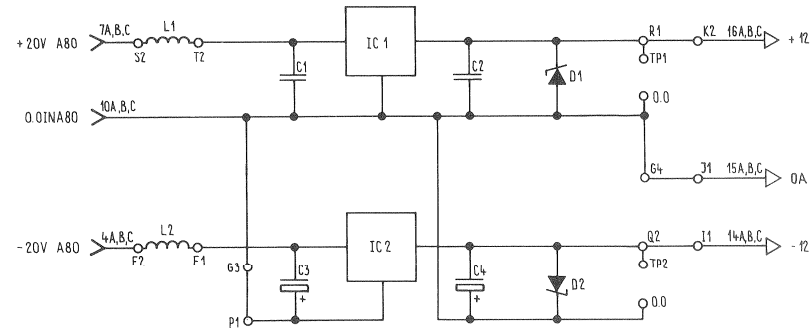 +20V A80
7A,B,C
S2
L1
T2
C1
IC 1
C2
D1
R1
TP1
K2
16A,B,C
+12
0.0
0.0INA80
10A,B,C
G4
J1
15A,B,C
0A
-20V A80
4A,B,C
F2
L2
F1
G3
C3
+
P1
IC 2
C4
+
D2
Q2
TP2
I1
14A,B,C
-12
0.0